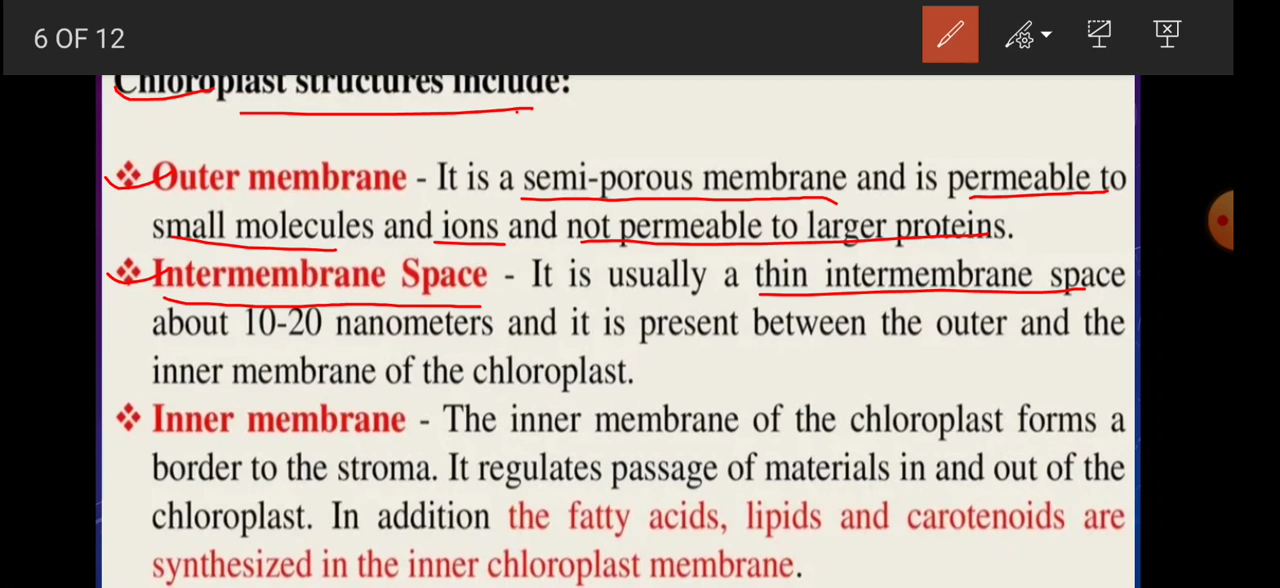 6 OF 12
Chloroplast structures include:
❖ Outer membrane - It is a semi-porous membrane and is permeable to
small molecules and ions and not permeable to larger proteins.
❖ Intermembrane Space - It is usually a thin intermembrane space
about 10-20 nanometers and it is present between the outer and the
inner membrane of the chloroplast.
❖ Inner membrane - The inner membrane of the chloroplast forms a
border to the stroma. It regulates passage of materials in and out of the
chloroplast. In addition the fatty acids, lipids and carotenoids are
synthesized in the inner chloroplast membrane.